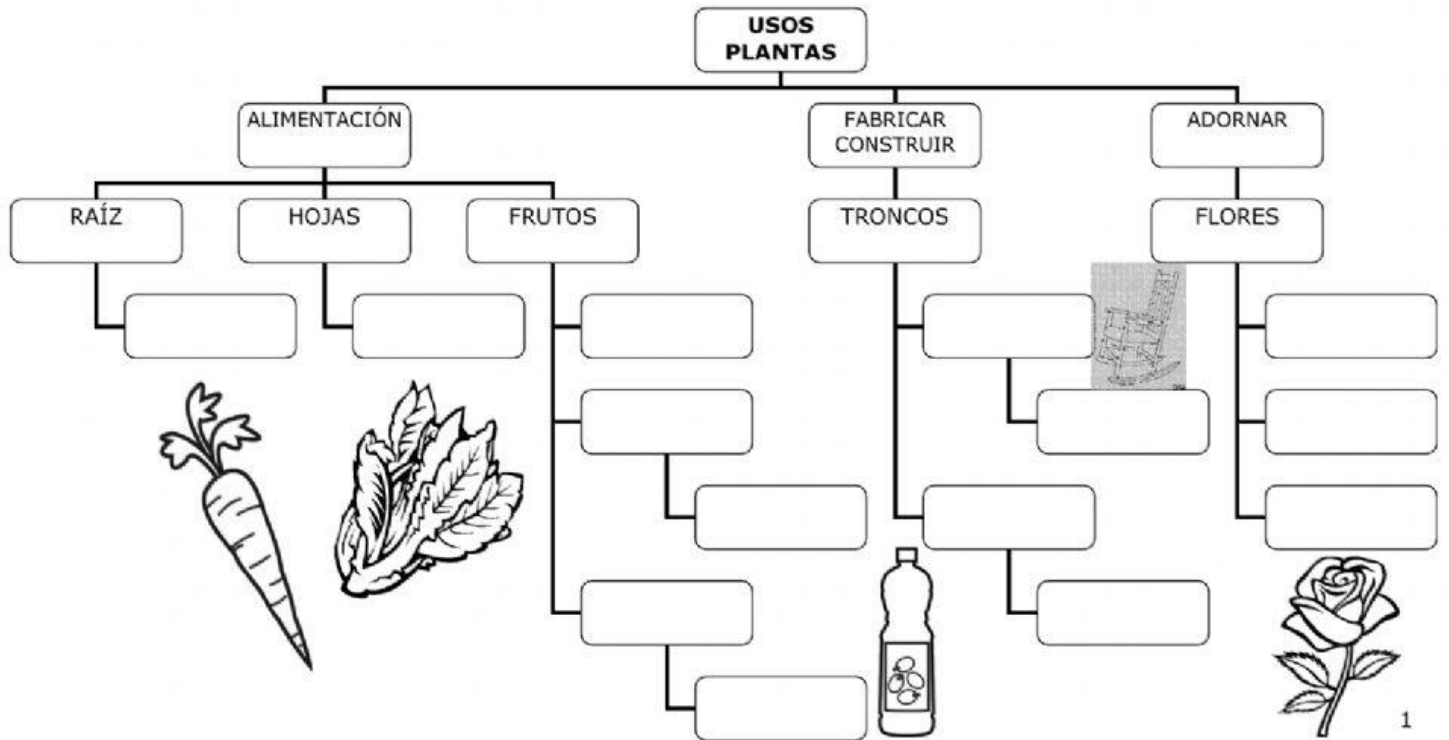 USOS
PLANTAS
ALIMENTACIÓN
FABRICAR
CONSTRUIR
ADORNAR
RAÍZ
HOJAS
FRUTOS
TRONCOS
FLORES
1